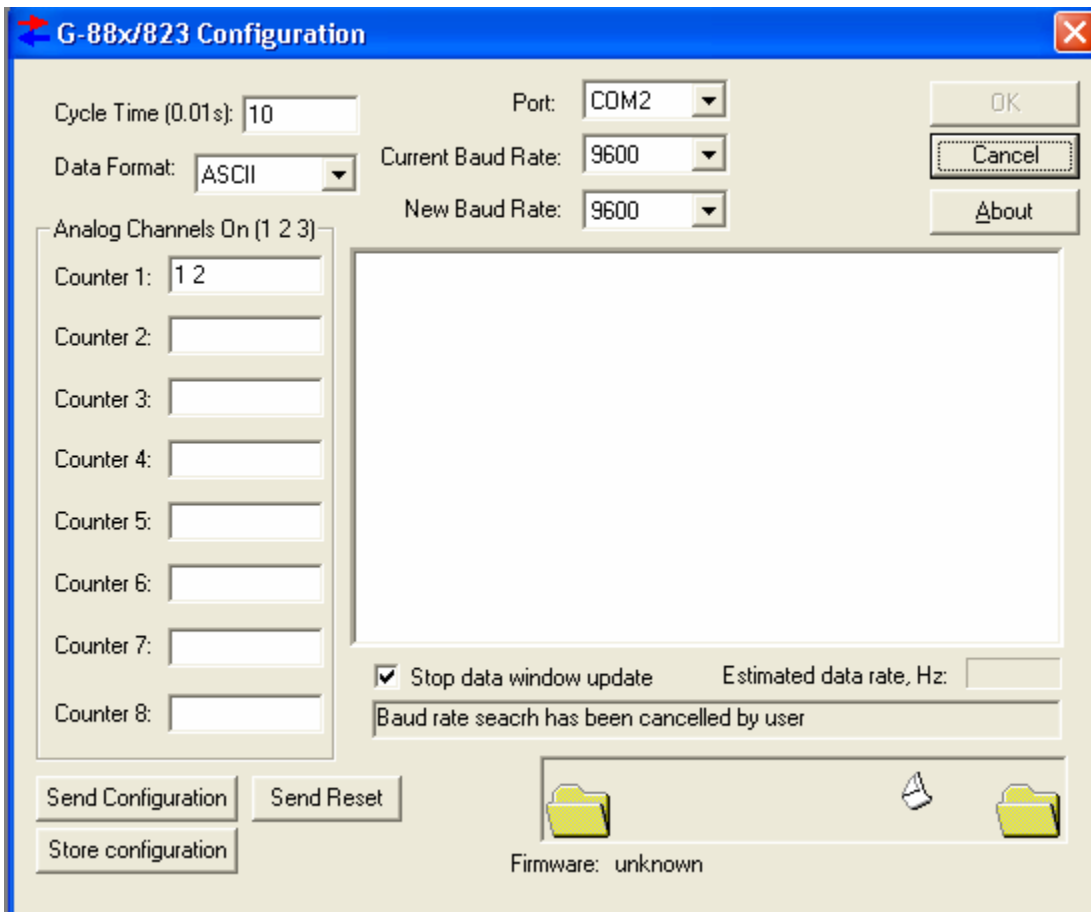 G-88x/823 Configuration
Cycle Time (0.01s): 10
Data Format: ASCII
Port: COM2
Current Baud Rate: 9600
New Baud Rate: 9600
OK
Cancel
About
Analog Channels On (1 2 3)
Counter 1: 1 2
Counter 2:
Counter 3:
Counter 4:
Counter 5:
Counter 6:
Counter 7:
Counter 8:
Stop data window update
Estimated data rate, Hz:
Baud rate seacrh has been cancelled by user
Send Configuration
Send Reset
Store configuration
Firmware: unknown